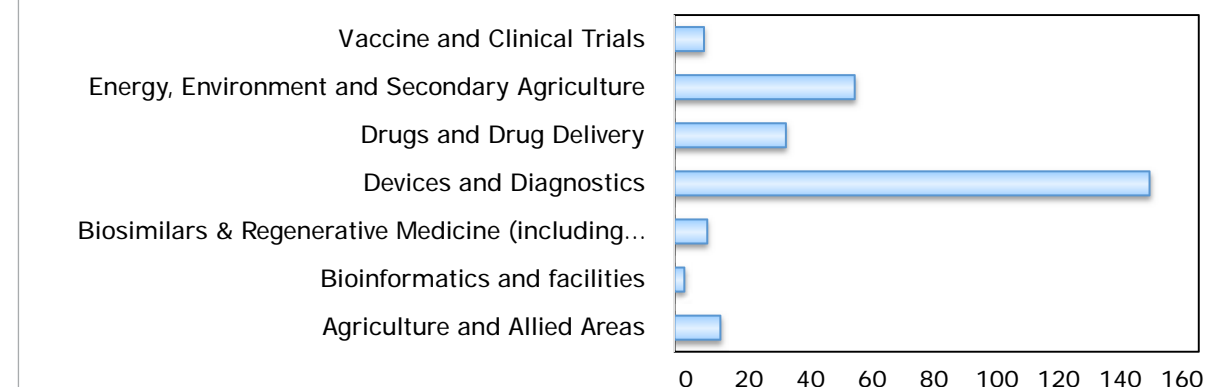 Vaccine and Clinical Trials
Energy, Environment and Secondary Agriculture
Drugs and Drug Delivery
Devices and Diagnostics
Biosimilars & Regenerative Medicine (including…
Bioinformatics and facilities
Agriculture and Allied Areas
0 20 40 60 80 100 120 140 160